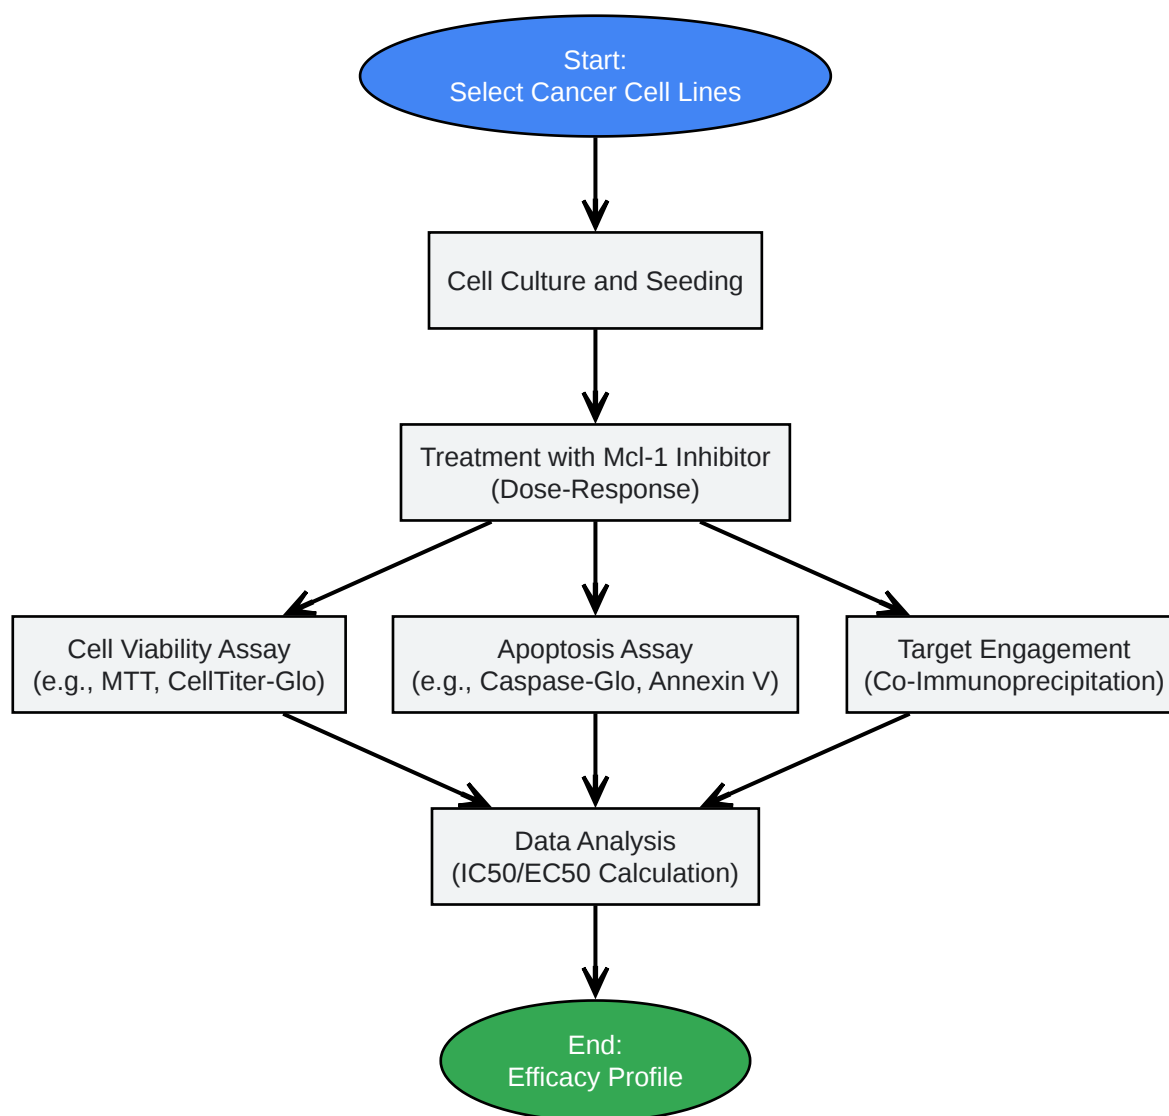 Start:
Select Cancer Cell Lines
Cell Culture and Seeding
Treatment with Mcl-1 Inhibitor
(Dose-Response)
Cell Viability Assay
(e.g., MTT, CellTiter-Glo)
Apoptosis Assay
(e.g., Caspase-Glo, Annexin V)
Target Engagement
(Co-Immunoprecipitation)
Data Analysis
(IC50/EC50 Calculation)
End:
Efficacy Profile